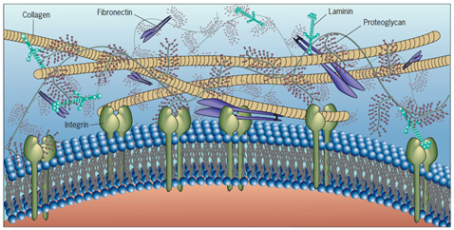 Collagen
Fibronectin
Laminin
Proteoglycan
Integrin